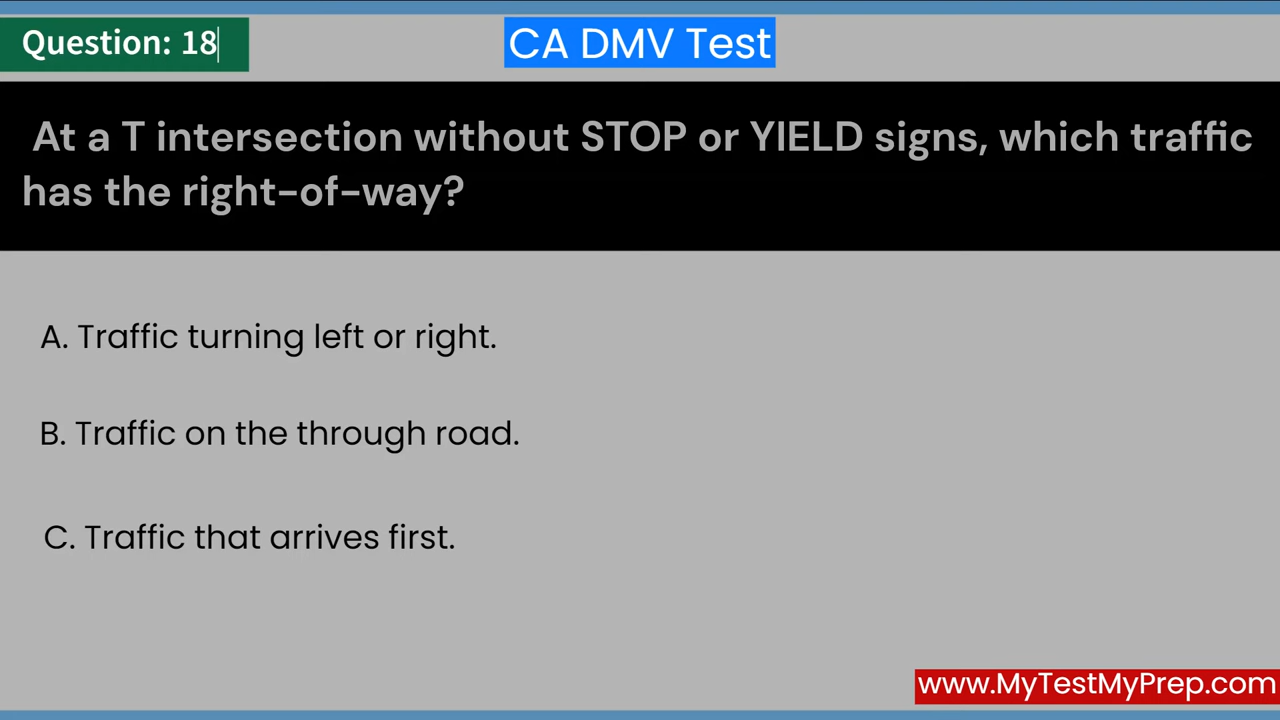 Question: 18
CA DMV Test
At a T intersection without STOP or YIELD signs, which traffic
has the right-of-way?
A. Traffic turning left or right.
B. Traffic on the through road.
C. Traffic that arrives first.
www.MyTestMyPrep.com